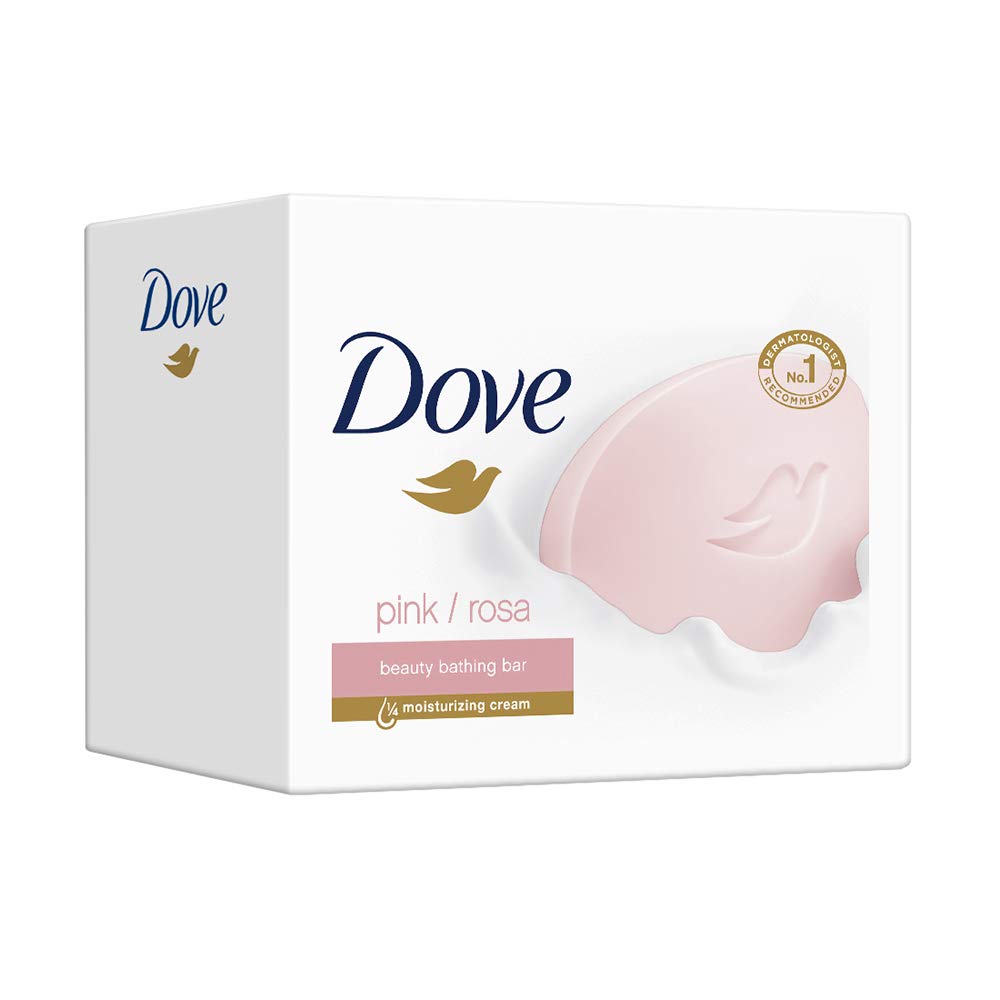 Dove
Dove
DERMATOLOGIST
No.1
RECOMMENDED
pink / rosa
beauty bathing bar
¼ moisturizing cream